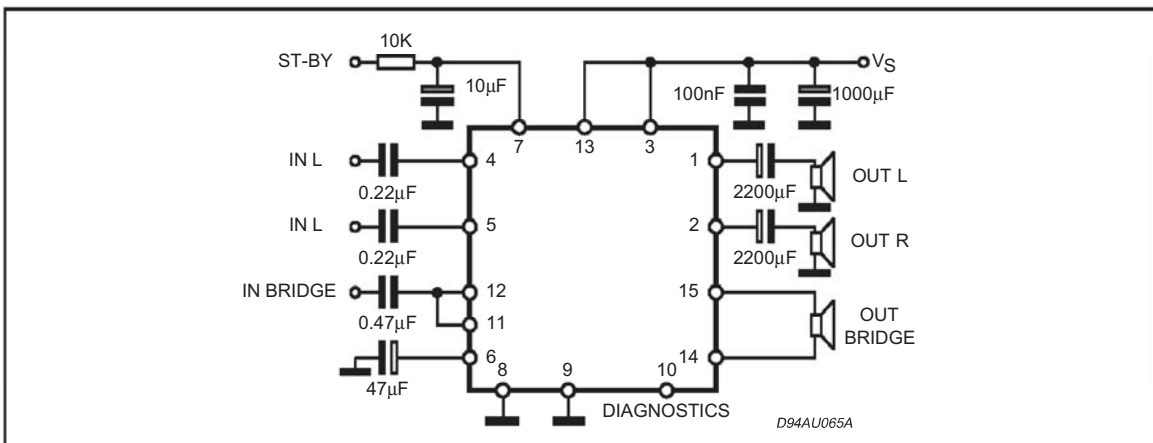 10K
ST-BY
10μF
100nF
1000μF
VS
7
13
3
IN L
4
0.22μF
1
2200μF
OUT L
IN L
5
0.22μF
2
2200μF
OUT R
IN BRIDGE
12
0.47μF
11
15
OUT
BRIDGE
14
6
47μF
8
9
10
DIAGNOSTICS
D94AU065A